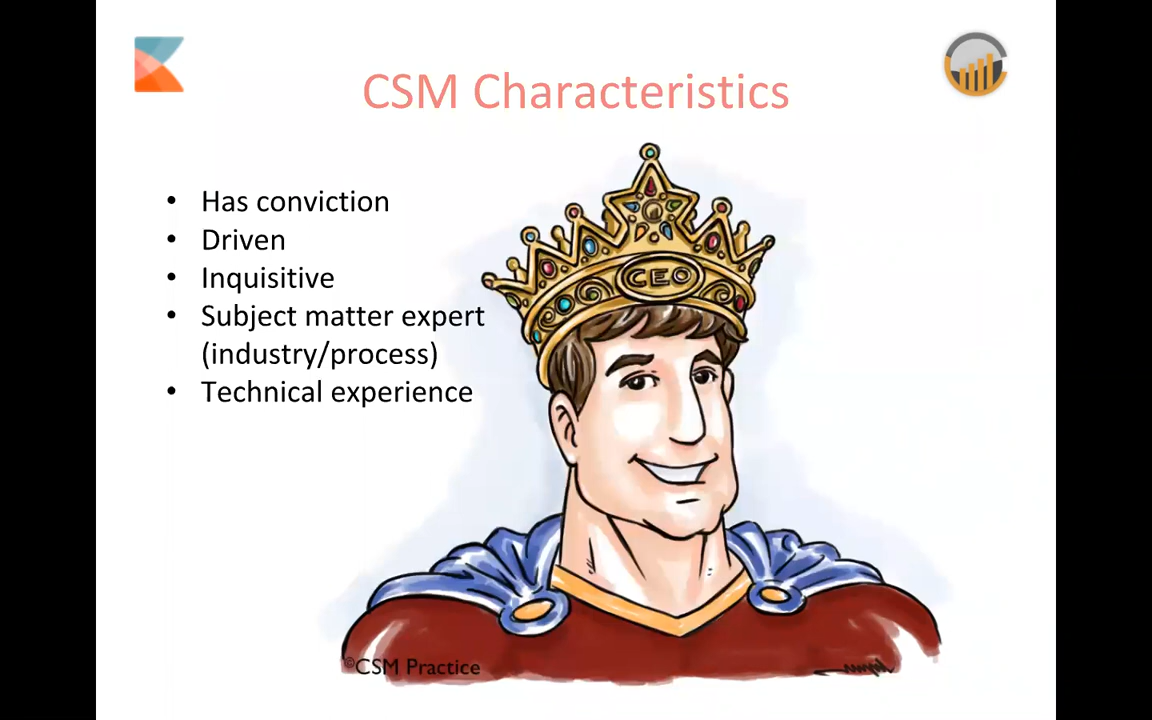 CSM Characteristics
• Has conviction
• Driven
• Inquisitive
• Subject matter expert
(industry/process)
• Technical experience
CEO
©CSM Practice